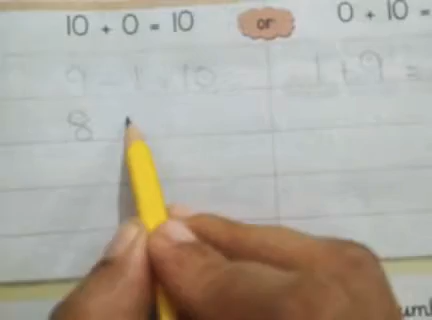 10 + 0 = 10 or 0 + 10 =
9 - 1 = 10 1 + 9 =
8